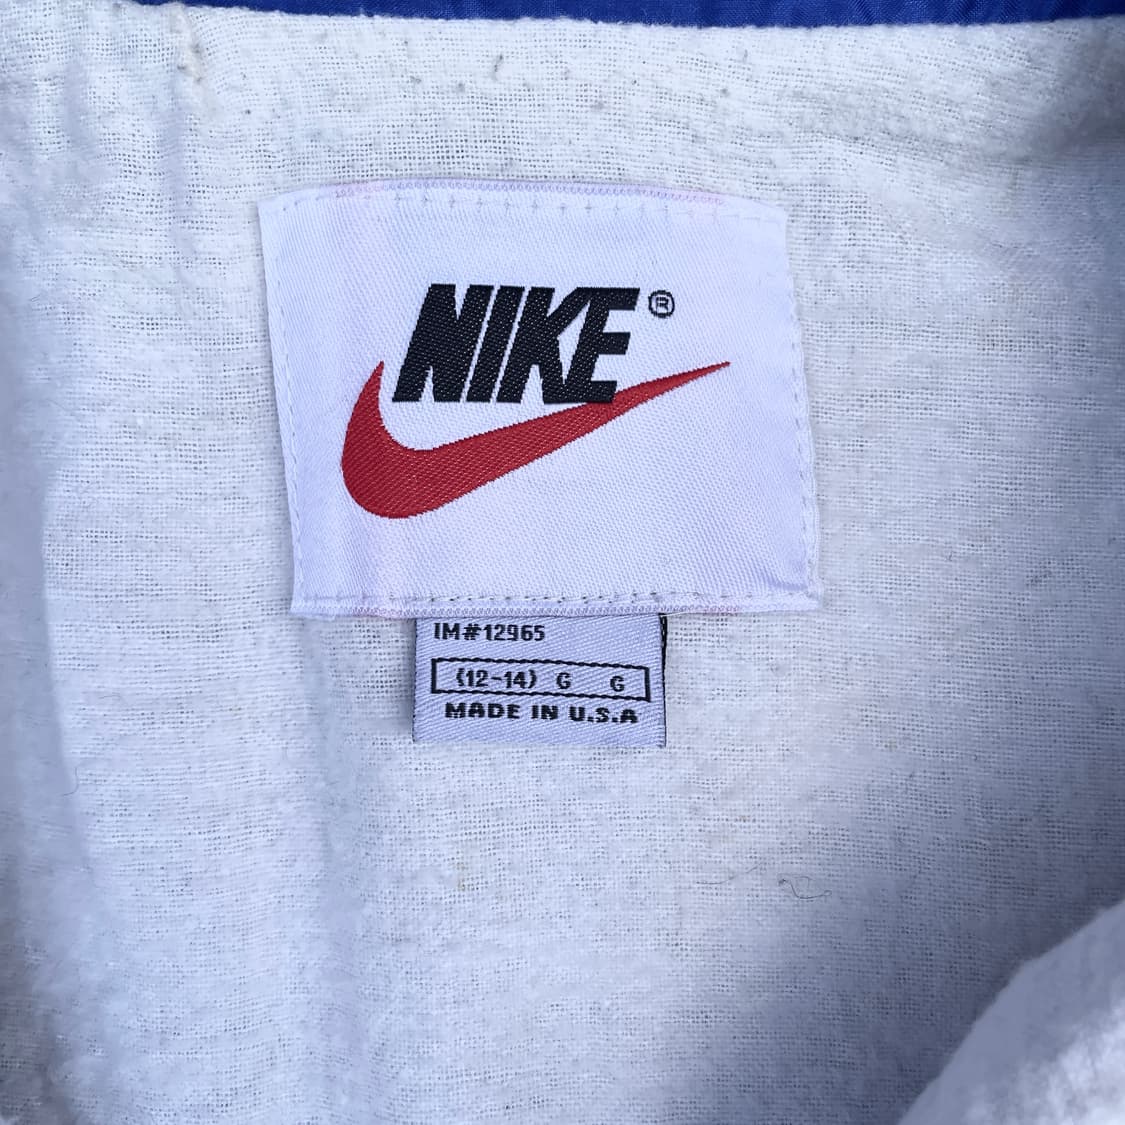 NIKE®
IM#12965
(12-14) G G
MADE IN U.S.A